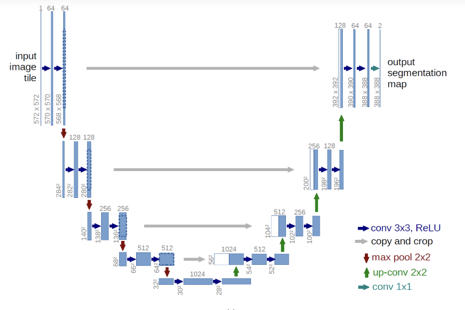 1 64 64
128 64 64 2
input
image
tile
output
segmentation
map
572 x 572
570 x 570
568 x 568
392 x 392
390 x 390
388 x 388
388 x 388
128 128
256 128
284²
282²
280²
200²
198²
196²
256 256
512 256
140²
138²
136²
104²
102²
100²
512 512
1024 512
68²
66²
64²
56²
54²
52²
1024
32²
30²
28²
conv 3x3, ReLU
copy and crop
max pool 2x2
up-conv 2x2
conv 1x1